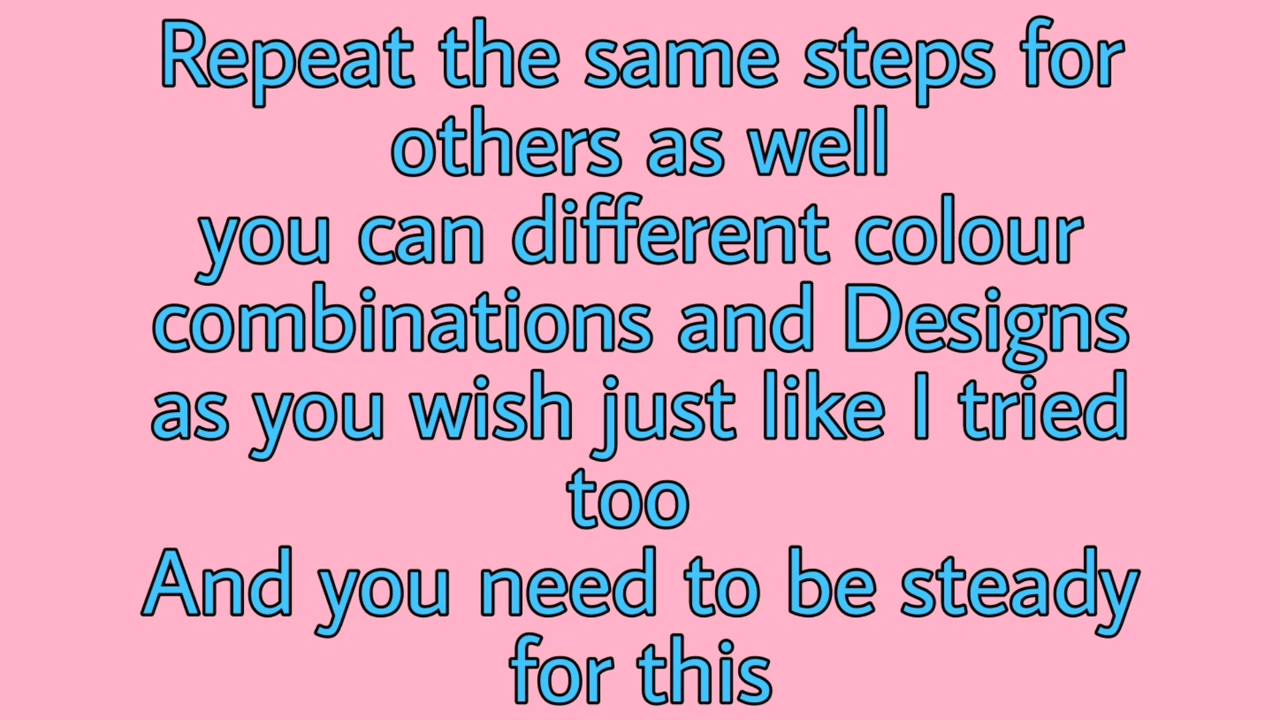 Repeat the same steps for
others as well
you can different colour
combinations and Designs
as you wish just like I tried
too
And you need to be steady
for this